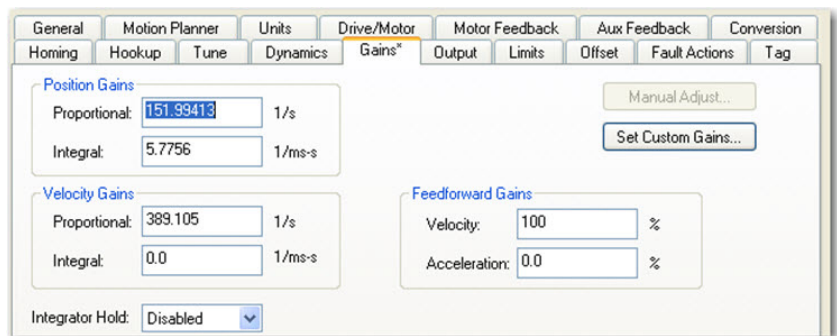 General Motion Planner Units Drive/Motor Motor Feedback Aux Feedback Conversion
Homing Hookup Tune Dynamics Gains* Output Limits Offset Fault Actions Tag
Position Gains
Proportional: 151.99413 1/s
Manual Adjust...
Integral: 5.7756 1/ms-s
Set Custom Gains...
Velocity Gains
Proportional: 389.105 1/s
Integral: 0.0 1/ms-s
Feedforward Gains
Velocity: 100 %
Acceleration: 0.0 %
Integrator Hold: Disabled